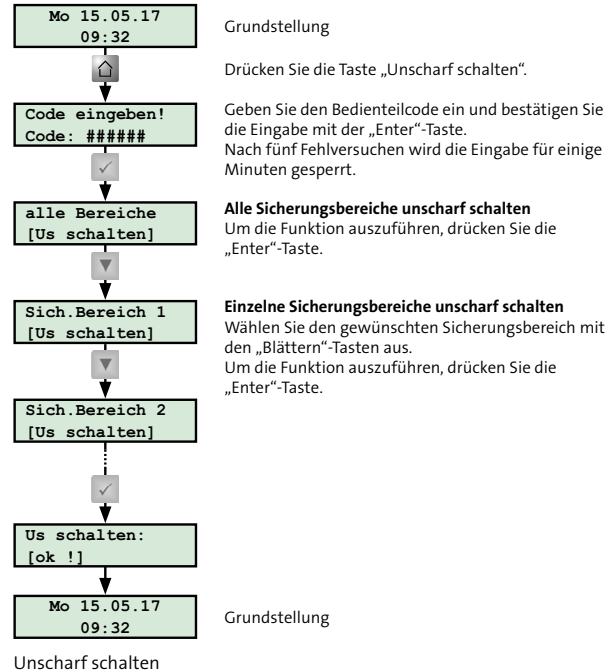 Mo 15.05.17
09:32
Grundstellung
Drücken Sie die Taste „Unscharf schalten“.
Code eingeben!
Code: ######
Geben Sie den Bedienteilcode ein und bestätigen Sie
die Eingabe mit der „Enter“-Taste.
Nach fünf Fehlversuchen wird die Eingabe für einige
Minuten gesperrt.
alle Bereiche
[Us schalten]
Alle Sicherungsbereiche unscharf schalten
Um die Funktion auszuführen, drücken Sie die
„Enter“-Taste.
Sich.Bereich 1
[Us schalten]
Einzelne Sicherungsbereiche unscharf schalten
Wählen Sie den gewünschten Sicherungsbereich mit
den „Blättern“-Tasten aus.
Um die Funktion auszuführen, drücken Sie die
„Enter“-Taste.
Sich.Bereich 2
[Us schalten]
Us schalten:
[ok !]
Mo 15.05.17
09:32
Grundstellung
Unscharf schalten